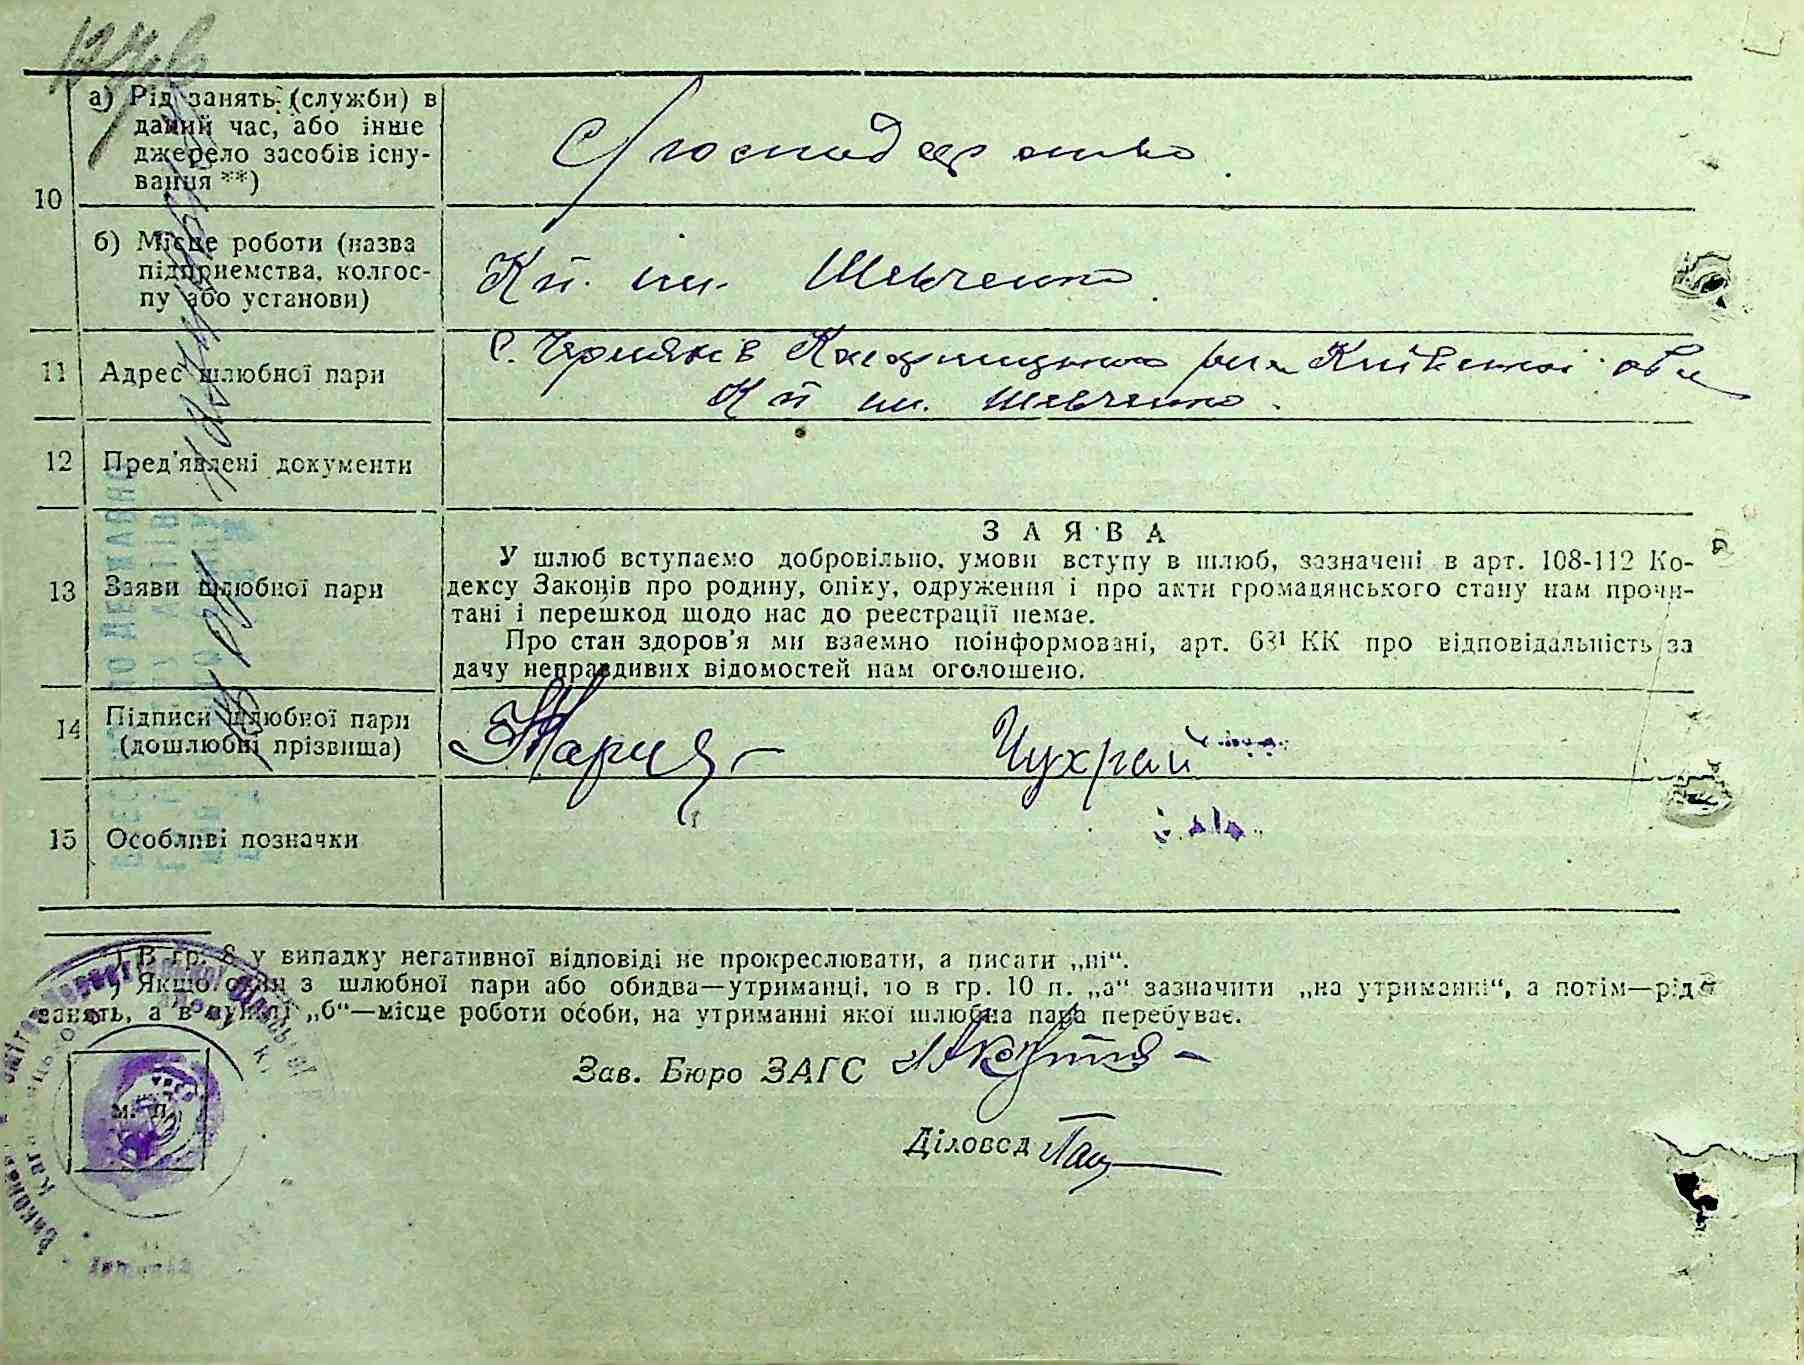 10
а) Рід занять (служби) в
даний час, або інше
джерело засобів існу-
вання **)
С/господарство.
б) Місце роботи (назва
підприємства, колгос-
пу або установи)
Кп. ім. Шевченко
11
Адрес шлюбної пари
С. Черняхів Кагарлицького рай. Київської обл
Кп ім. Шевченко.
12
Пред'явлені документи
13
Заяви шлюбної пари
ЗАЯВА
У шлюб вступаємо добровільно, умови вступу в шлюб, зазначені в арт. 108-112 Ко-
дексу Законів про родину, опіку, одруження і про акти громадянського стану нам прочи-
тані і перешкод щодо нас до реєстрації немає.
Про стан здоров'я ми взаємно поінформовані, арт. 63¹ КК про відповідальність за
дачу неправдивих відомостей нам оголошено.
14
Підписи шлюбної пари
(дошлюбні прізвища)
Чухрай
15
Особливі позначки
*) В гр. 8 у випадку негативної відповіді не прокреслювати, а писати „ні“.
**) Якщо один з шлюбної пари або обидва—утриманці, то в гр. 10 п. „а“ зазначити „на утриманні“, а потім—рід
занять, а в пункті „б“—місце роботи особи, на утриманні якої шлюбна пара перебуває.
м. п.
Зав. Бюро ЗАГС
Діловод